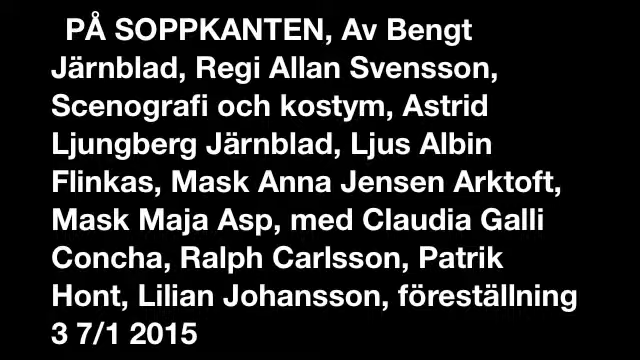 PÅ SOPPKANTEN, Av Bengt
Järnblad, Regi Allan Svensson,
Scenografi och kostym, Astrid
Ljungberg Järnblad, Ljus Albin
Flinkas, Mask Anna Jensen Arktoft,
Mask Maja Asp, med Claudia Galli
Concha, Ralph Carlsson, Patrik
Hont, Lilian Johansson, föreställning
3 7/1 2015